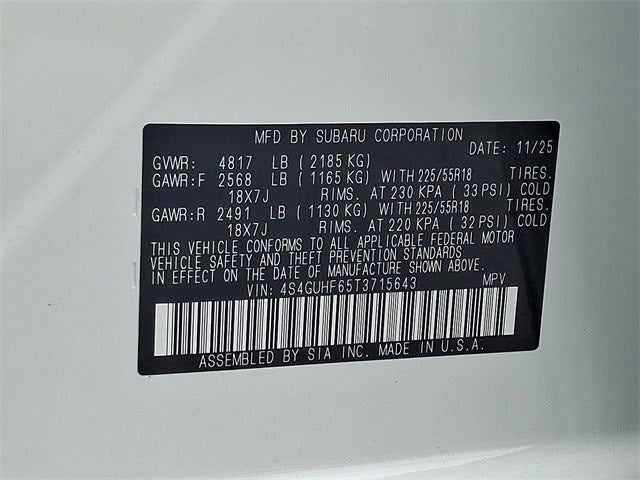 MFD BY SUBARU CORPORATION
DATE: 11/25
GVWR: 4817 LB ( 2185 KG)
GAWR:F 2568 LB ( 1165 KG) WITH 225/55R18 TIRES.
18X7J RIMS. AT 230 KPA ( 33 PSI) COLD
GAWR:R 2491 LB ( 1130 KG) WITH 225/55R18 TIRES.
18X7J RIMS. AT 220 KPA ( 32 PSI) COLD
THIS VEHICLE CONFORMS TO ALL APPLICABLE FEDERAL MOTOR
VEHICLE SAFETY AND THEFT PREVENTION STANDARDS
IN EFFECT ON THE DATE OF MANUFACTURE SHOWN ABOVE.
VIN: 4S4GUHF65T3715643 MPV
ASSEMBLED BY SIA INC. MADE IN U.S.A.